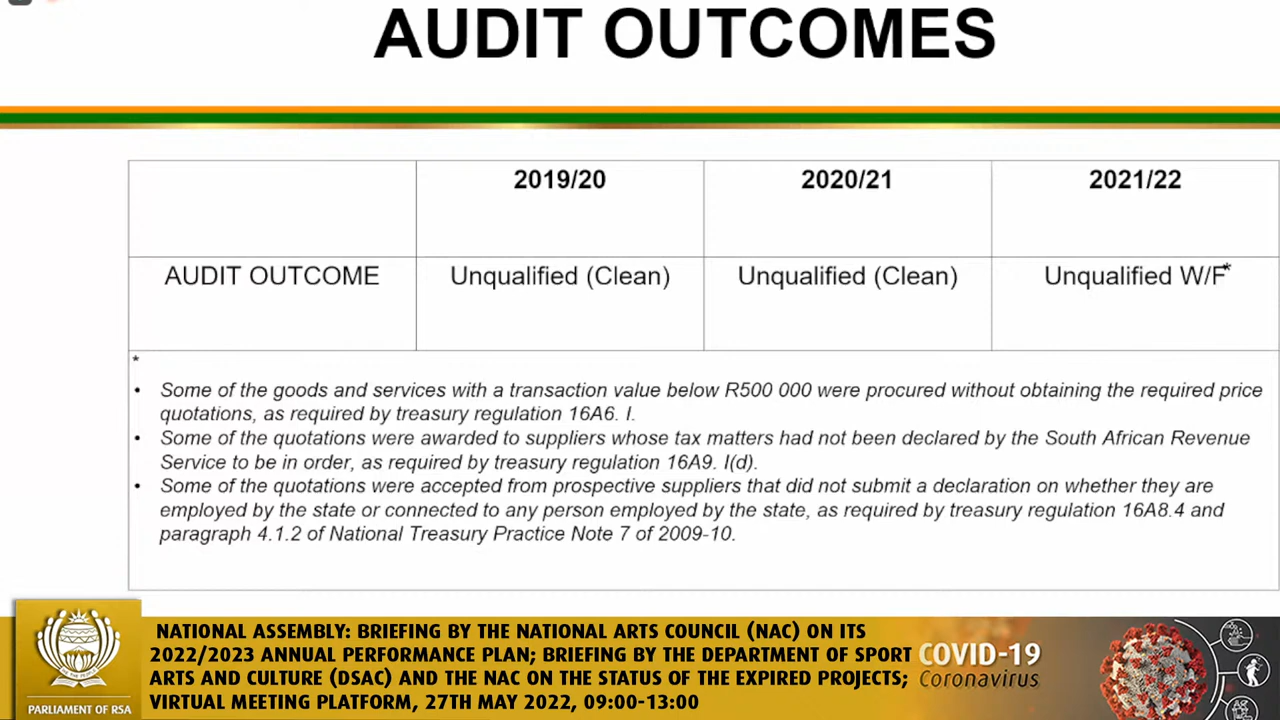 AUDIT OUTCOMES
2019/20 2020/21 2021/22
AUDIT OUTCOME Unqualified (Clean) Unqualified (Clean) Unqualified W/F*
*
• Some of the goods and services with a transaction value below R500 000 were procured without obtaining the required price
quotations, as required by treasury regulation 16A6. I.
• Some of the quotations were awarded to suppliers whose tax matters had not been declared by the South African Revenue
Service to be in order, as required by treasury regulation 16A9. I(d).
• Some of the quotations were accepted from prospective suppliers that did not submit a declaration on whether they are
employed by the state or connected to any person employed by the state, as required by treasury regulation 16A8.4 and
paragraph 4.1.2 of National Treasury Practice Note 7 of 2009-10.
NATIONAL ASSEMBLY: BRIEFING BY THE NATIONAL ARTS COUNCIL (NAC) ON ITS
2022/2023 ANNUAL PERFORMANCE PLAN; BRIEFING BY THE DEPARTMENT OF SPORT
ARTS AND CULTURE (DSAC) AND THE NAC ON THE STATUS OF THE EXPIRED PROJECTS;
VIRTUAL MEETING PLATFORM, 27TH MAY 2022, 09:00-13:00
PARLIAMENT OF RSA
COVID-19
Coronavirus